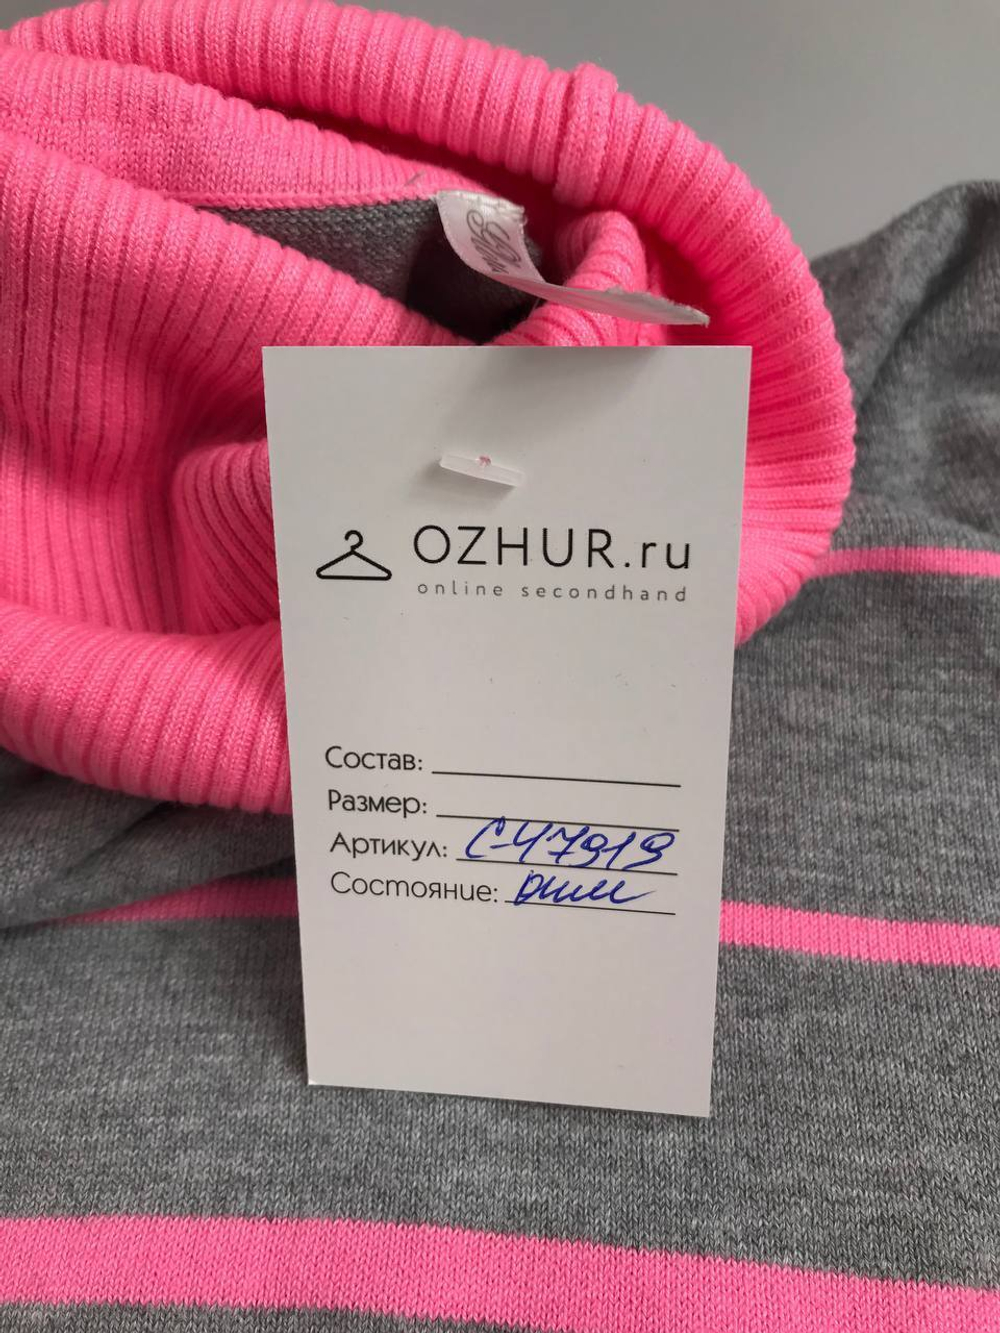 OZHUR.ru
online secondhand
Состав:
Размер:
Артикул: С-47919
Состояние: